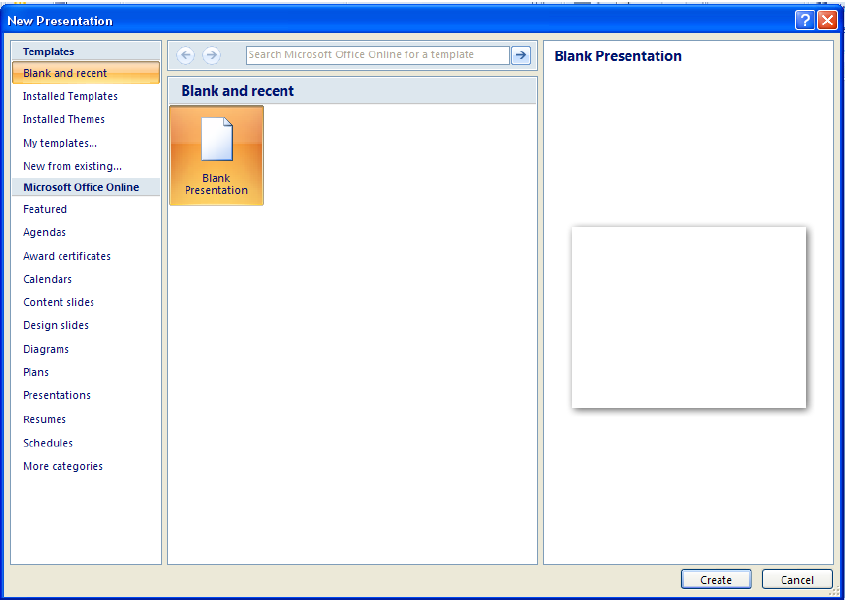 New Presentation
Templates
Blank and recent
Installed Templates
Installed Themes
My templates...
New from existing...
Microsoft Office Online
Featured
Agendas
Award certificates
Calendars
Content slides
Design slides
Diagrams
Plans
Presentations
Resumes
Schedules
More categories
Search Microsoft Office Online for a template
Blank and recent
Blank
Presentation
Blank Presentation
Create
Cancel